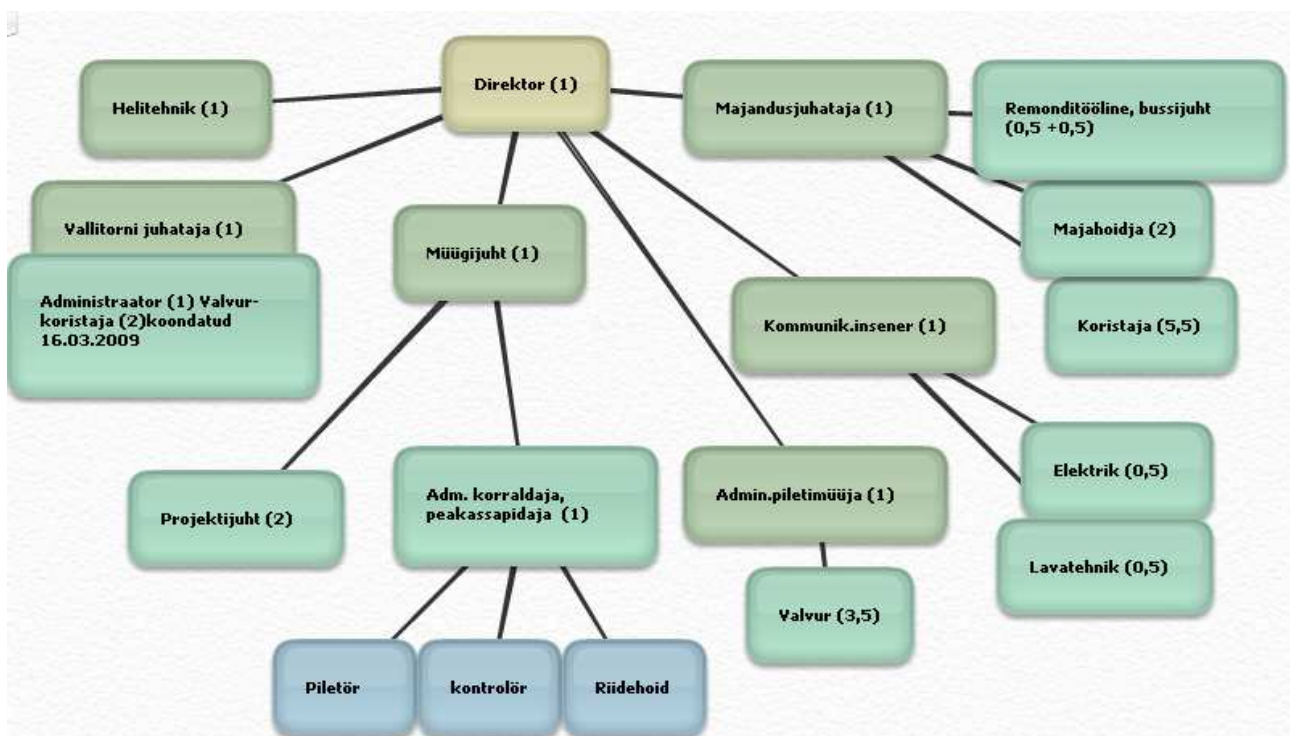 Direktor (1)
Helitehnik (1)
Majandusjuhataja (1)
Remonditööline, bussijuht
(0,5 +0,5)
Vallitorni juhataja (1)
Administraator (1) Valvur-
koristaja (2)koondatud
16.03.2009
Müügijuht (1)
Majahoidja (2)
Kommunik.insener (1)
Koristaja (5,5)
Projektijuht (2)
Adm. korraldaja,
peakassapidaja (1)
Admin.piletimüüja (1)
Elektrik (0,5)
Lavatehnik (0,5)
Valvur (3,5)
Piletör
kontrolör
Riidehoid